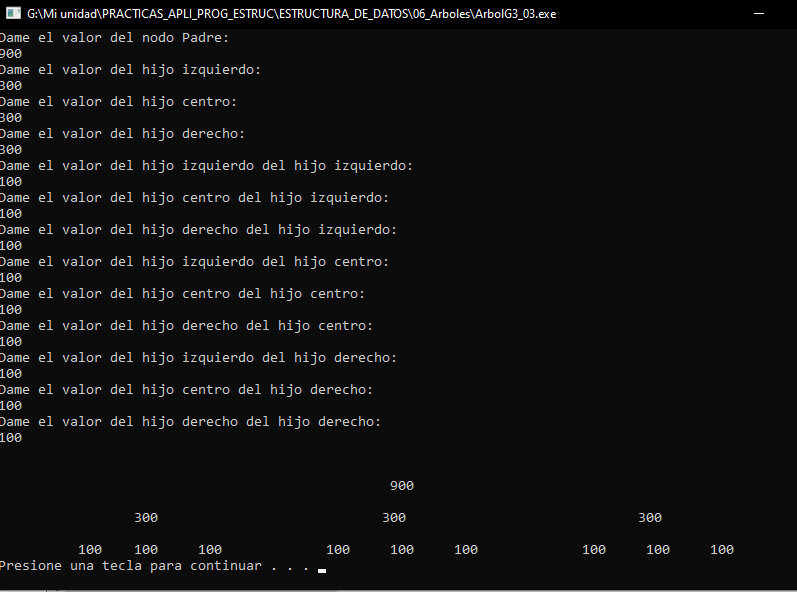 G:\Mi unidad\PRACTICAS_APLI_PROG_ESTRUC\ESTRUCTURA_DE_DATOS\06_Arboles\ArbolG3_03.exe
Dame el valor del nodo Padre:
900
Dame el valor del hijo izquierdo:
300
Dame el valor del hijo centro:
300
Dame el valor del hijo derecho:
300
Dame el valor del hijo izquierdo del hijo izquierdo:
100
Dame el valor del hijo centro del hijo izquierdo:
100
Dame el valor del hijo derecho del hijo izquierdo:
100
Dame el valor del hijo izquierdo del hijo centro:
100
Dame el valor del hijo centro del hijo centro:
100
Dame el valor del hijo derecho del hijo centro:
100
Dame el valor del hijo izquierdo del hijo derecho:
100
Dame el valor del hijo centro del hijo derecho:
100
Dame el valor del hijo derecho del hijo derecho:
100
900
300 300 300
100 100 100 100 100 100 100 100 100
Presione una tecla para continuar . . .